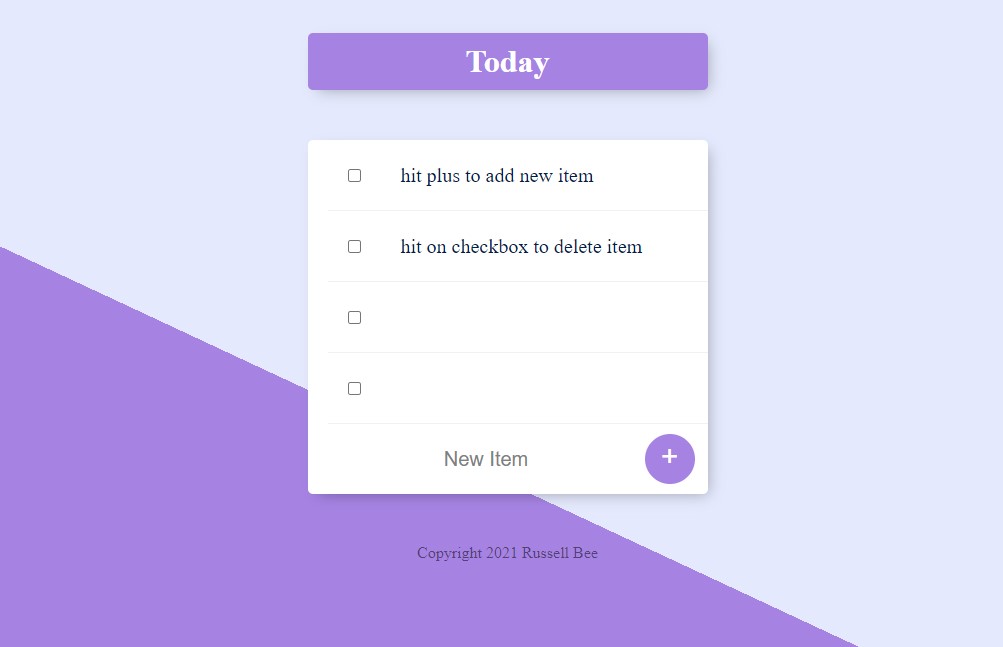 Today
hit plus to add new item
hit on checkbox to delete item
New Item +
Copyright 2021 Russell Bee